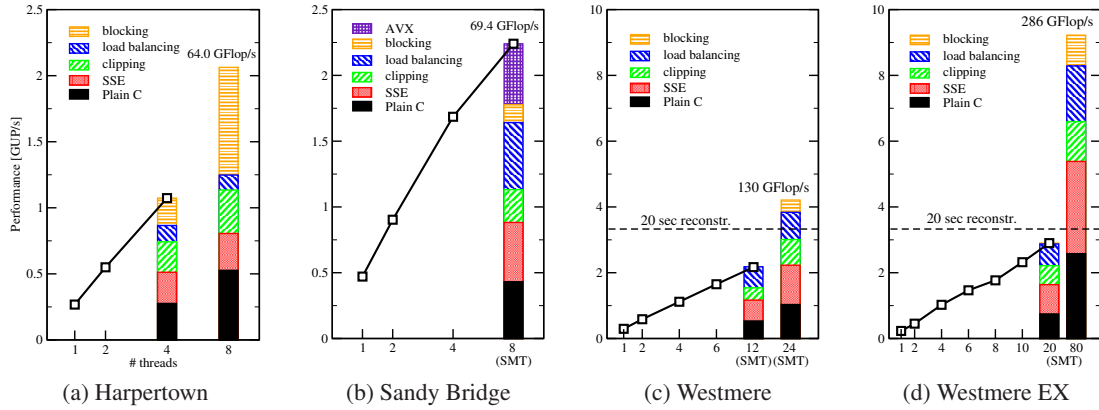 Performance [GUP/s]
2.5
2
1.5
1
0.5
0
blocking
load balancing
clipping
SSE
Plain C
64.0 GFlop/s
1 2 4 8
# threads
(a) Harpertown
2.5
2
1.5
1
0.5
0
AVX
blocking
load balancing
clipping
SSE
Plain C
69.4 GFlop/s
1 2 4 8
(SMT)
(b) Sandy Bridge
10
8
6
4
2
0
blocking
load balancing
clipping
SSE
Plain C
130 GFlop/s
20 sec reconstr.
1 2 4 6 12 24
(SMT) (SMT)
(c) Westmere
10
8
6
4
2
0
286 GFlop/s
blocking
load balancing
clipping
SSE
Plain C
20 sec reconstr.
1 2 4 6 8 10 20 80
(SMT)
(d) Westmere EX